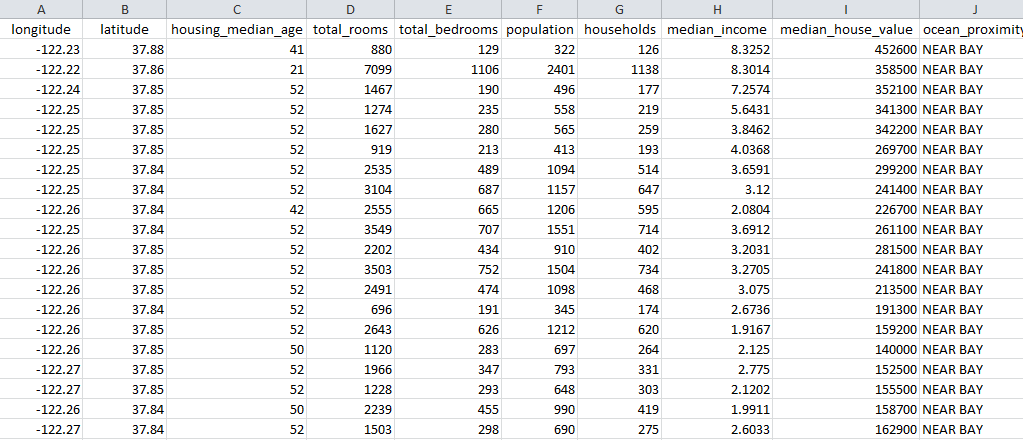 A B C D E F G H I J
longitude latitude housing_median_age total_rooms total_bedrooms population households median_income median_house_value ocean_proximity
-122.23 37.88 41 880 129 322 126 8.3252 452600 NEAR BAY
-122.22 37.86 21 7099 1106 2401 1138 8.3014 358500 NEAR BAY
-122.24 37.85 52 1467 190 496 177 7.2574 352100 NEAR BAY
-122.25 37.85 52 1274 235 558 219 5.6431 341300 NEAR BAY
-122.25 37.85 52 1627 280 565 259 3.8462 342200 NEAR BAY
-122.25 37.85 52 919 213 413 193 4.0368 269700 NEAR BAY
-122.25 37.84 52 2535 489 1094 514 3.6591 299200 NEAR BAY
-122.25 37.84 52 3104 687 1157 647 3.12 241400 NEAR BAY
-122.26 37.84 42 2555 665 1206 595 2.0804 226700 NEAR BAY
-122.25 37.84 52 3549 707 1551 714 3.6912 261100 NEAR BAY
-122.26 37.85 52 2202 434 910 402 3.2031 281500 NEAR BAY
-122.26 37.85 52 3503 752 1504 734 3.2705 241800 NEAR BAY
-122.26 37.85 52 2491 474 1098 468 3.075 213500 NEAR BAY
-122.26 37.84 52 696 191 345 174 2.6736 191300 NEAR BAY
-122.26 37.85 52 2643 626 1212 620 1.9167 159200 NEAR BAY
-122.26 37.85 50 1120 283 697 264 2.125 140000 NEAR BAY
-122.27 37.85 52 1966 347 793 331 2.775 152500 NEAR BAY
-122.27 37.85 52 1228 293 648 303 2.1202 155500 NEAR BAY
-122.26 37.84 50 2239 455 990 419 1.9911 158700 NEAR BAY
-122.27 37.84 52 1503 298 690 275 2.6033 162900 NEAR BAY